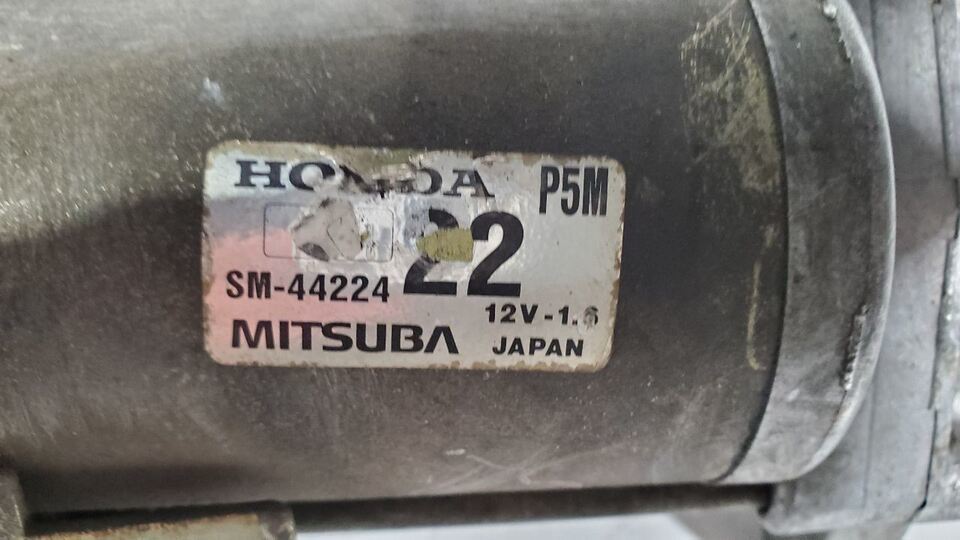 HONDA P5M
22
SM-44224
12V-1.6
MITSUBA JAPAN